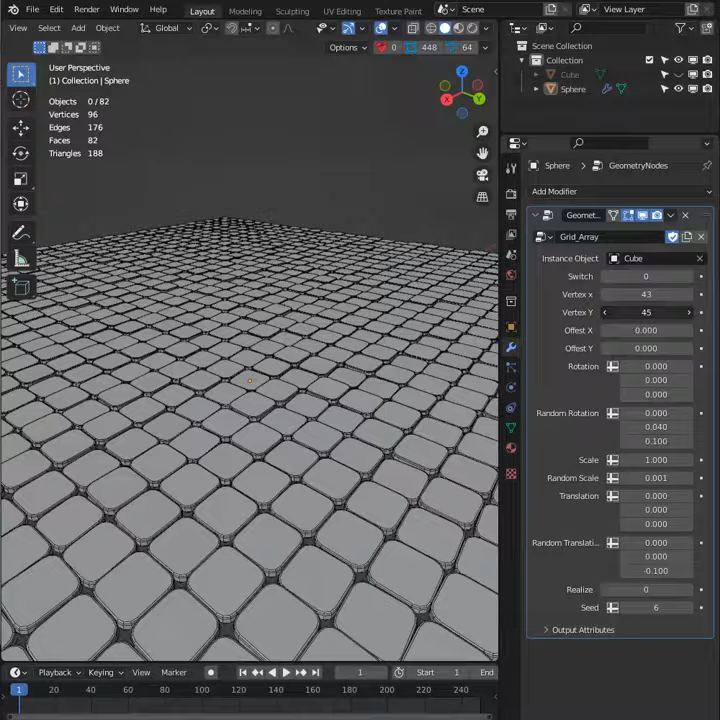 File Edit Render Window Help Layout Modeling Sculpting UV Editing Texture Paint Scene View Layer
View Select Add Object Global
Options 0 448 64
User Perspective
(1) Collection | Sphere
Objects 0/82
Vertices 96
Edges 176
Faces 82
Triangles 188
Z
X
Y
Scene Collection
Collection
Cube
Sphere
Sphere GeometryNodes
Add Modifier
Geomet...
Grid_Array
Instance Object Cube
Switch 0
Vertex x 43
Vertex Y 45
Offest X 0.000
Offest Y 0.000
Rotation 0.000
0.000
0.000
Random Rotation 0.000
0.040
0.100
Scale 1.000
Random Scale 0.001
Translation 0.000
0.000
0.000
Random Translati... 0.000
0.000
-0.100
Realize 0
Seed 6
Output Attributes
Playback Keying View Marker 1 Start 1 End
1 20 40 60 80 100 120 140 160 180 200 220 240